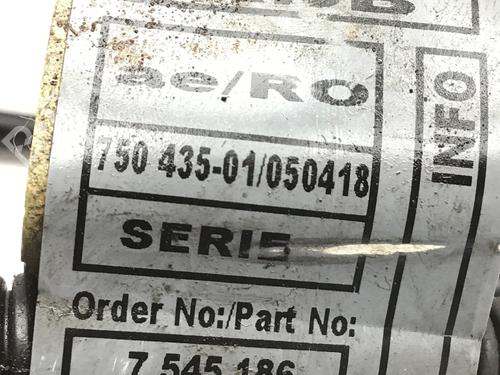 ae/RO
INFO
750 435-01/050418
SERIE
Order No:/Part No:
7 545 186